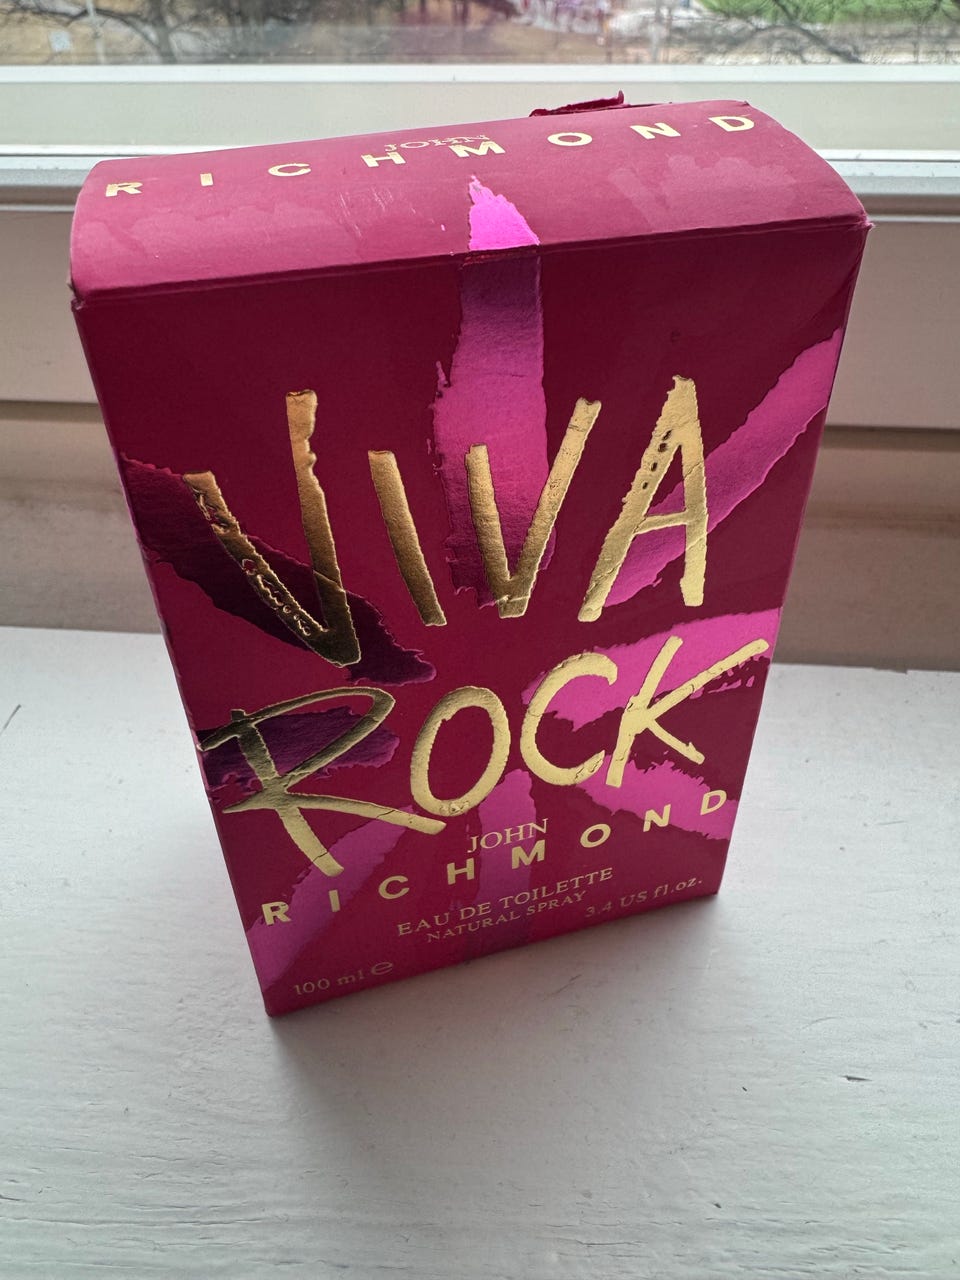 JOHN
RICHMOND
VIVA
ROCK
JOHN
RICHMOND
EAU DE TOILETTE
NATURAL SPRAY
100 ml ℮ 3.4 US fl.oz.